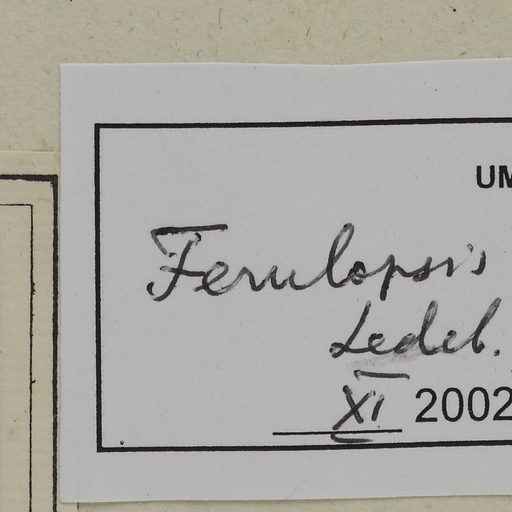 UM
Ferulopsis
Ledeb.
XI 2002